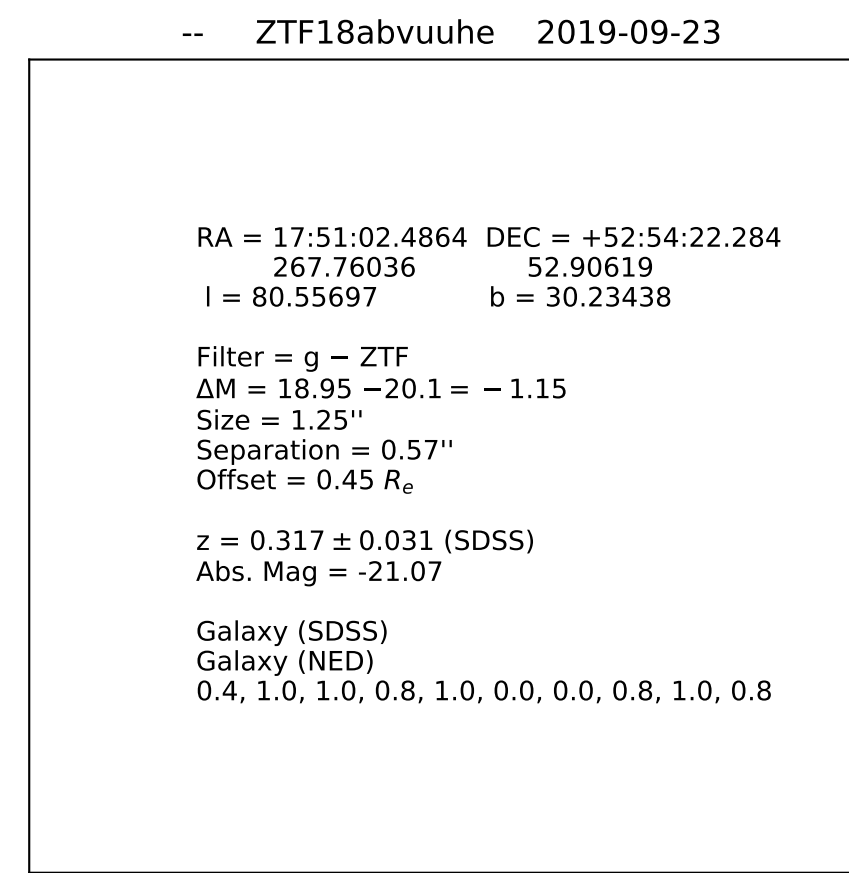 -- ZTF18abvuuhe 2019-09-23
RA = 17:51:02.4864 DEC = +52:54:22.284
267.76036 52.90619
l = 80.55697 b = 30.23438
Filter = g − ZTF
ΔM = 18.95 −20.1 = − 1.15
Size = 1.25''
Separation = 0.57''
Offset = 0.45 Re
z = 0.317 ± 0.031 (SDSS)
Abs. Mag = -21.07
Galaxy (SDSS)
Galaxy (NED)
0.4, 1.0, 1.0, 0.8, 1.0, 0.0, 0.0, 0.8, 1.0, 0.8